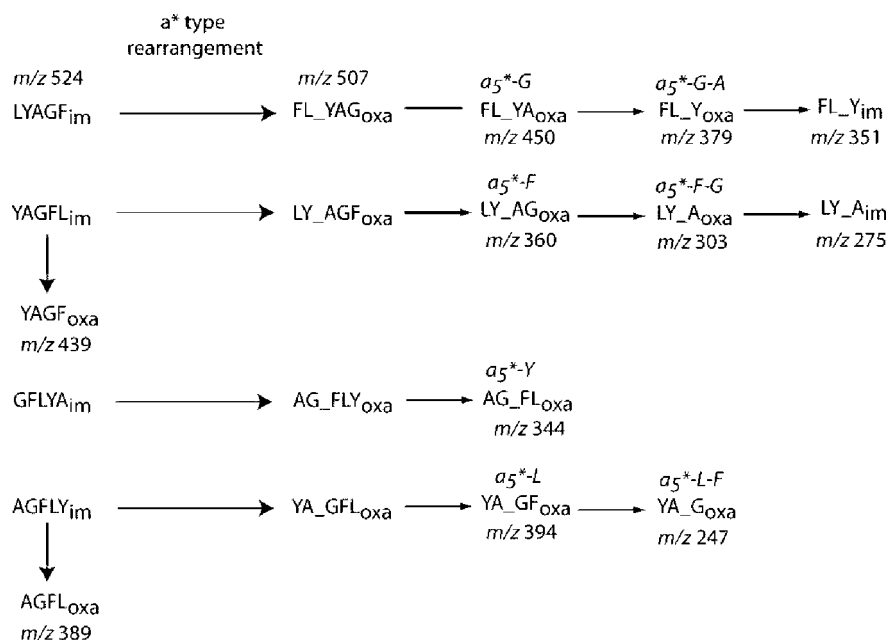 a* type
rearrangement
m/z 524
m/z 507
a5*-G
a5*-G-A
LYAGFim
FL_YAGoxa
FL_YAoxa
FL_Yoxa
FL_Yim
m/z 450
m/z 379
m/z 351
a5*-F
a5*-F-G
YAGFLim
LY_AGFoxa
LY_AGoxa
LY_Aoxa
LY_Aim
m/z 360
m/z 303
m/z 275
YAGFoxa
m/z 439
a5*-Y
GFLYAim
AG_FLYoxa
AG_FLoxa
m/z 344
a5*-L
a5*-L-F
AGFLYim
YA_GFLoxa
YA_GFoxa
YA_Goxa
m/z 394
m/z 247
AGFLoxa
m/z 389